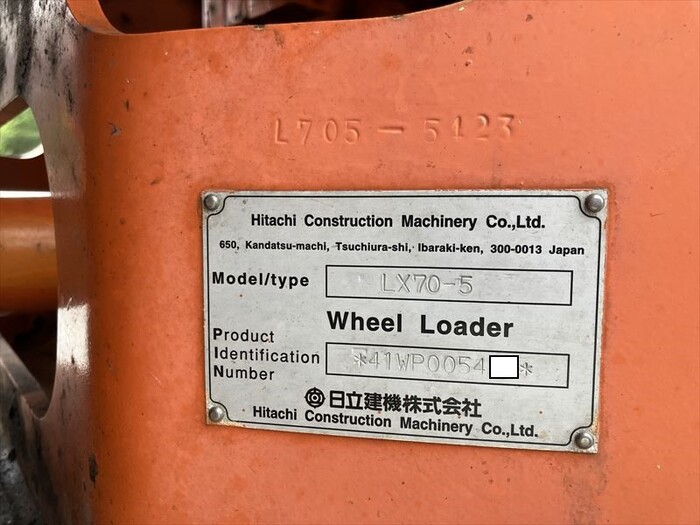 L705-5423
Hitachi Construction Machinery Co.,Ltd.
650, Kandatsu-machi, Tsuchiura-shi, Ibaraki-ken, 300-0013 Japan
Model/type LX70-5
Wheel Loader
Product
Identification
Number *41WP0054 *
日立建機株式会社
Hitachi Construction Machinery Co.,Ltd.